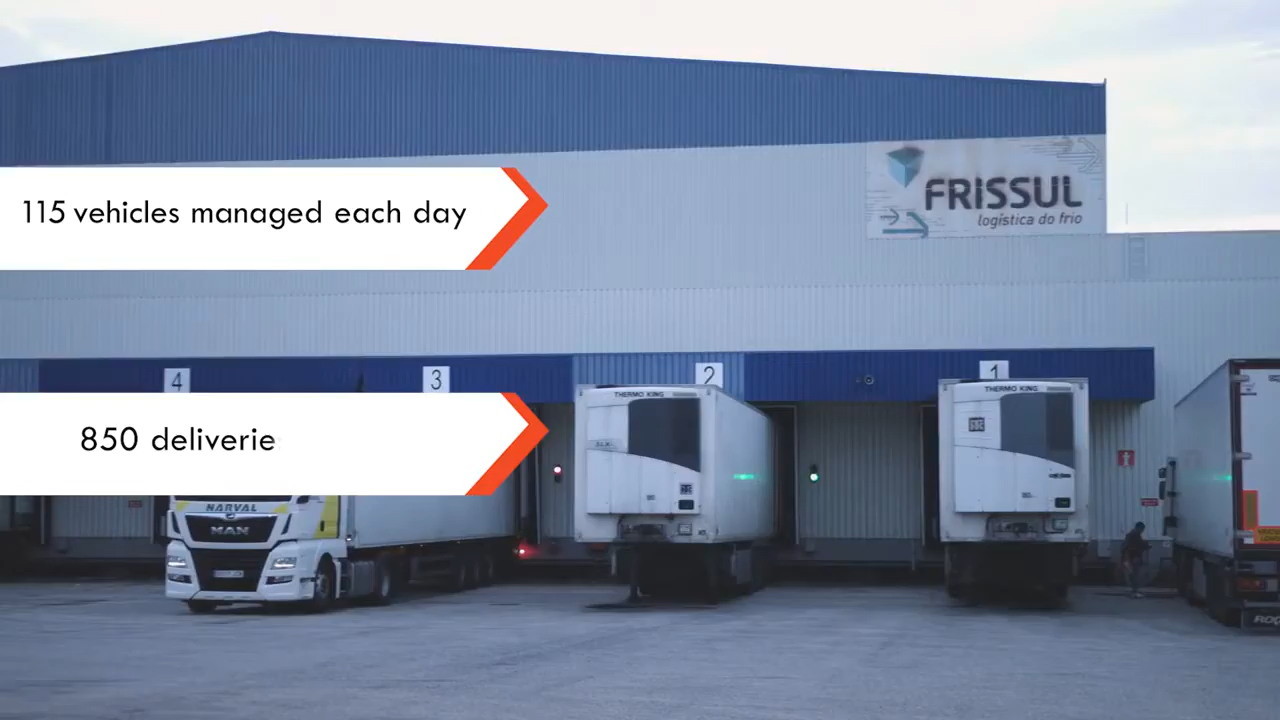 FRISSUL
logística do frio
115 vehicles managed each day
4
3
2
1
THERMO KING
THERMO KING
850 deliverie
NARVAL
MAN